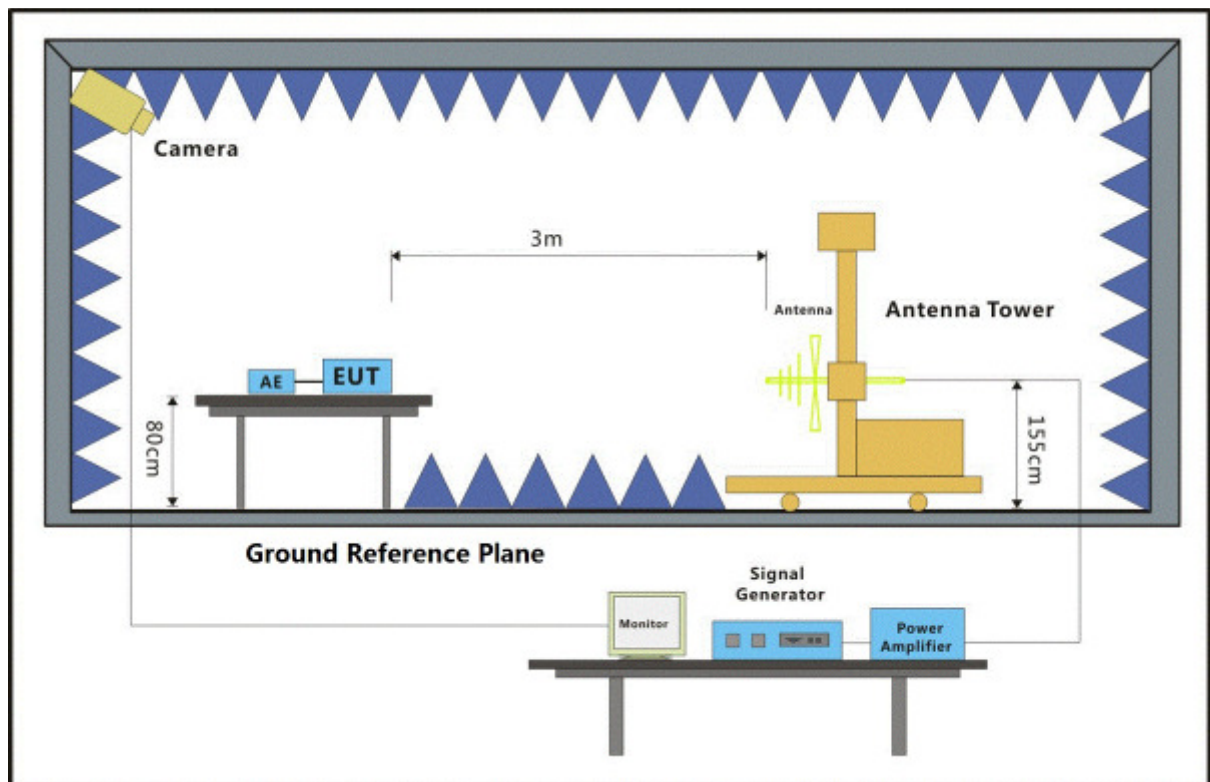 Camera
3m
Antenna
Antenna Tower
AE
EUT
80cm
155cm
Ground Reference Plane
Signal
Generator
Monitor
Power
Amplifier